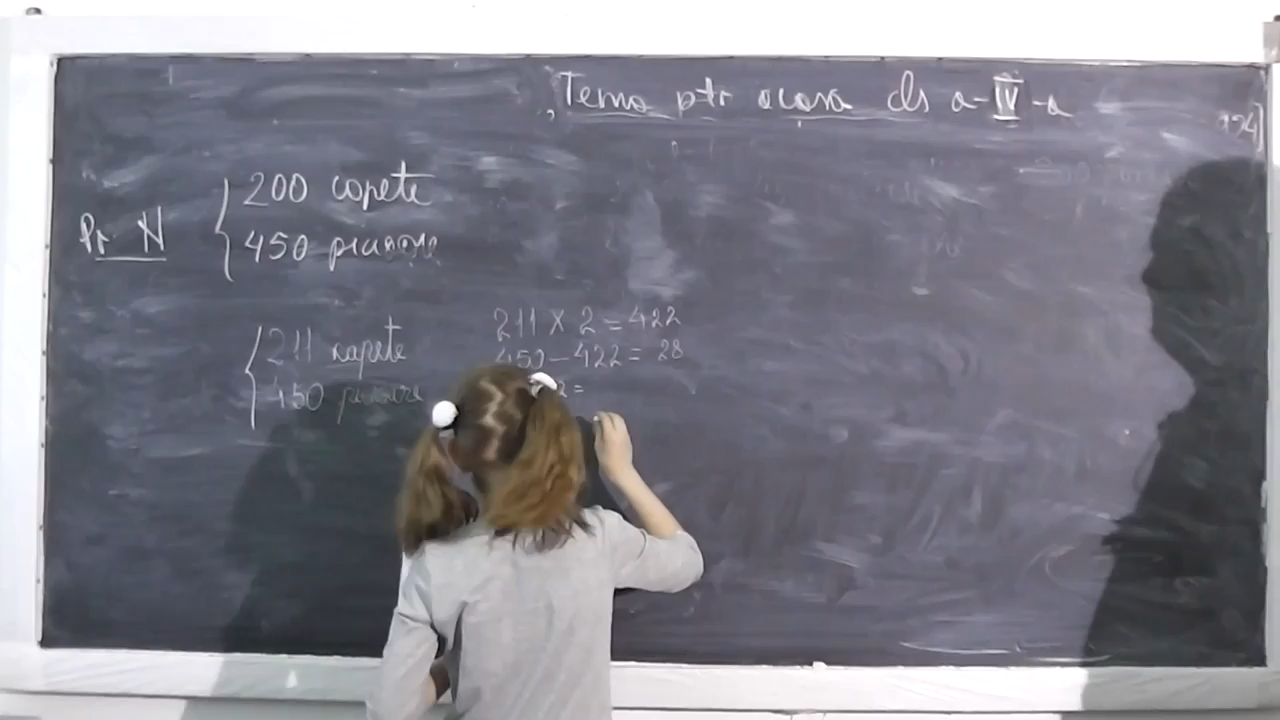 Tema ptr acasa cls a-IV-a
Pr N
200 capete
450 picioare
211 capete
450 picioare
211 x 2 = 422
450 - 422 = 28
2 =